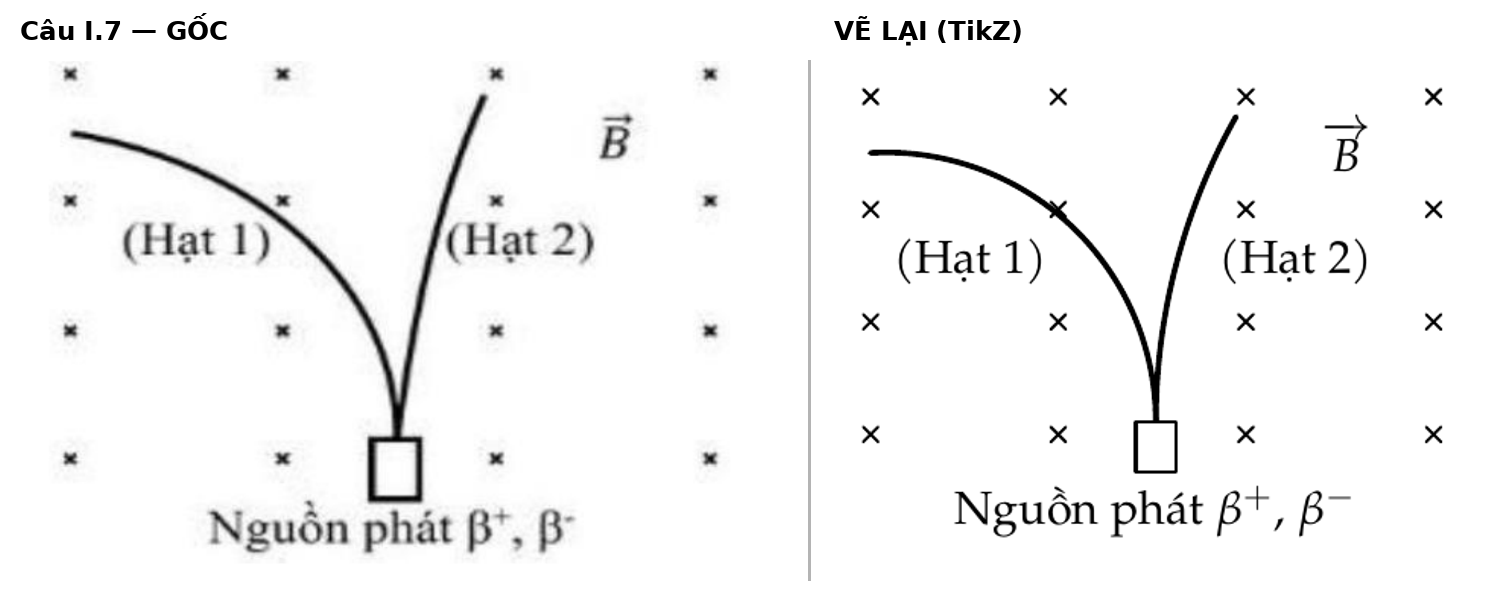 Câu I.7 — GỐC
B⃗
(Hạt 1) (Hạt 2)
Nguồn phát β⁺, β⁻
VẼ LẠI (TikZ)
B⃗
(Hạt 1) (Hạt 2)
Nguồn phát β⁺, β⁻